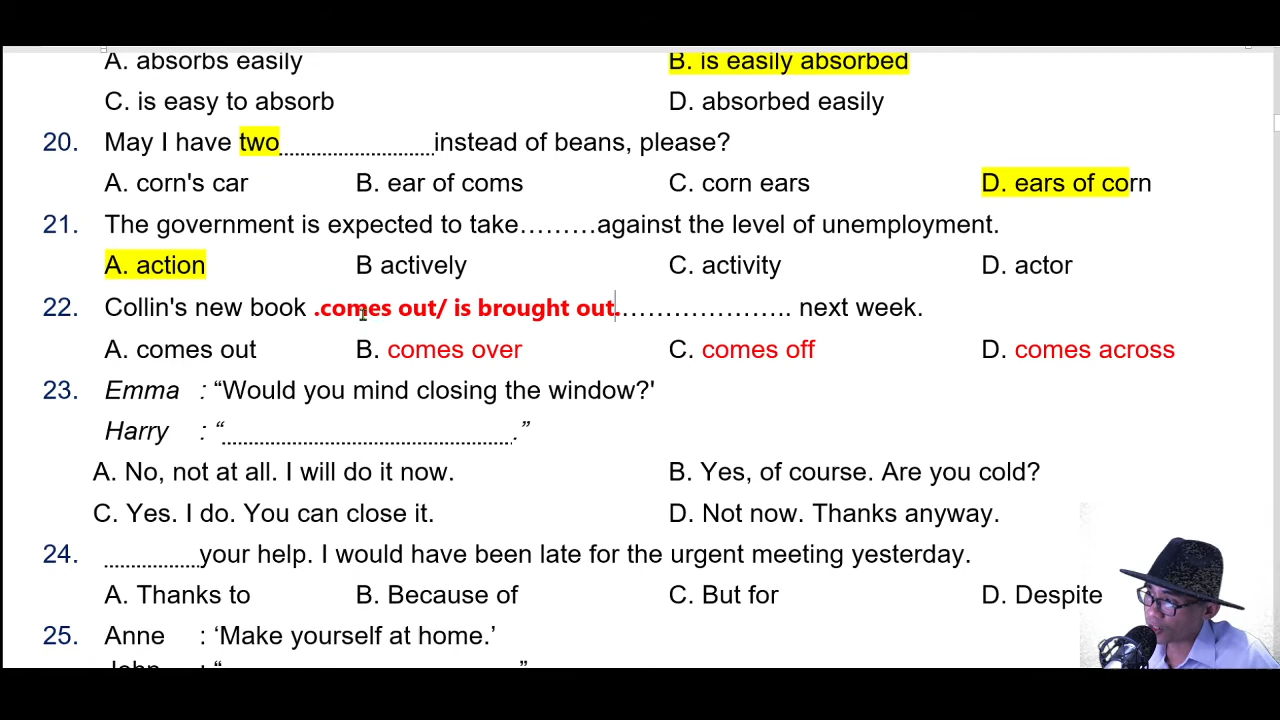 A. absorbs easily B. is easily absorbed
C. is easy to absorb D. absorbed easily
20. May I have two........................instead of beans, please?
A. corn's car B. ear of coms C. corn ears D. ears of corn
21. The government is expected to take………against the level of unemployment.
A. action B actively C. activity D. actor
22. Collin's new book .comes out/ is brought out.………………….. next week.
A. comes out B. comes over C. comes off D. comes across
23. Emma : “Would you mind closing the window?'
Harry : “.............................................”
A. No, not at all. I will do it now. B. Yes, of course. Are you cold?
C. Yes. I do. You can close it. D. Not now. Thanks anyway.
24. ...............your help. I would have been late for the urgent meeting yesterday.
A. Thanks to B. Because of C. But for D. Despite
25. Anne : ‘Make yourself at home.’
John : “ ”